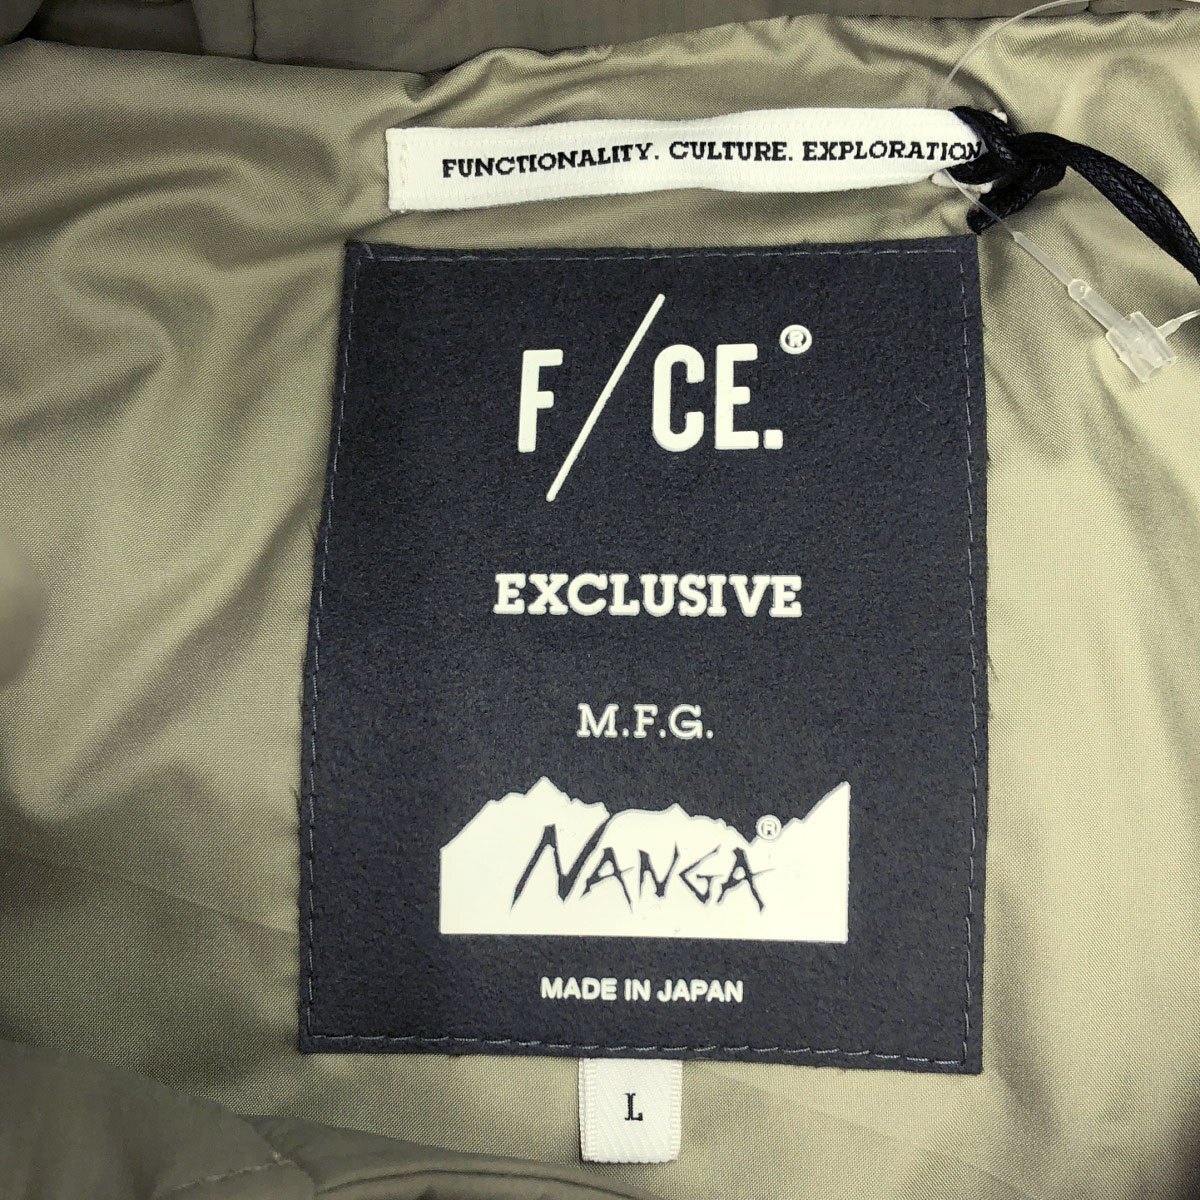 FUNCTIONALITY. CULTURE. EXPLORATION
F/CE.®
EXCLUSIVE
M.F.G.
NANGA®
MADE IN JAPAN
L